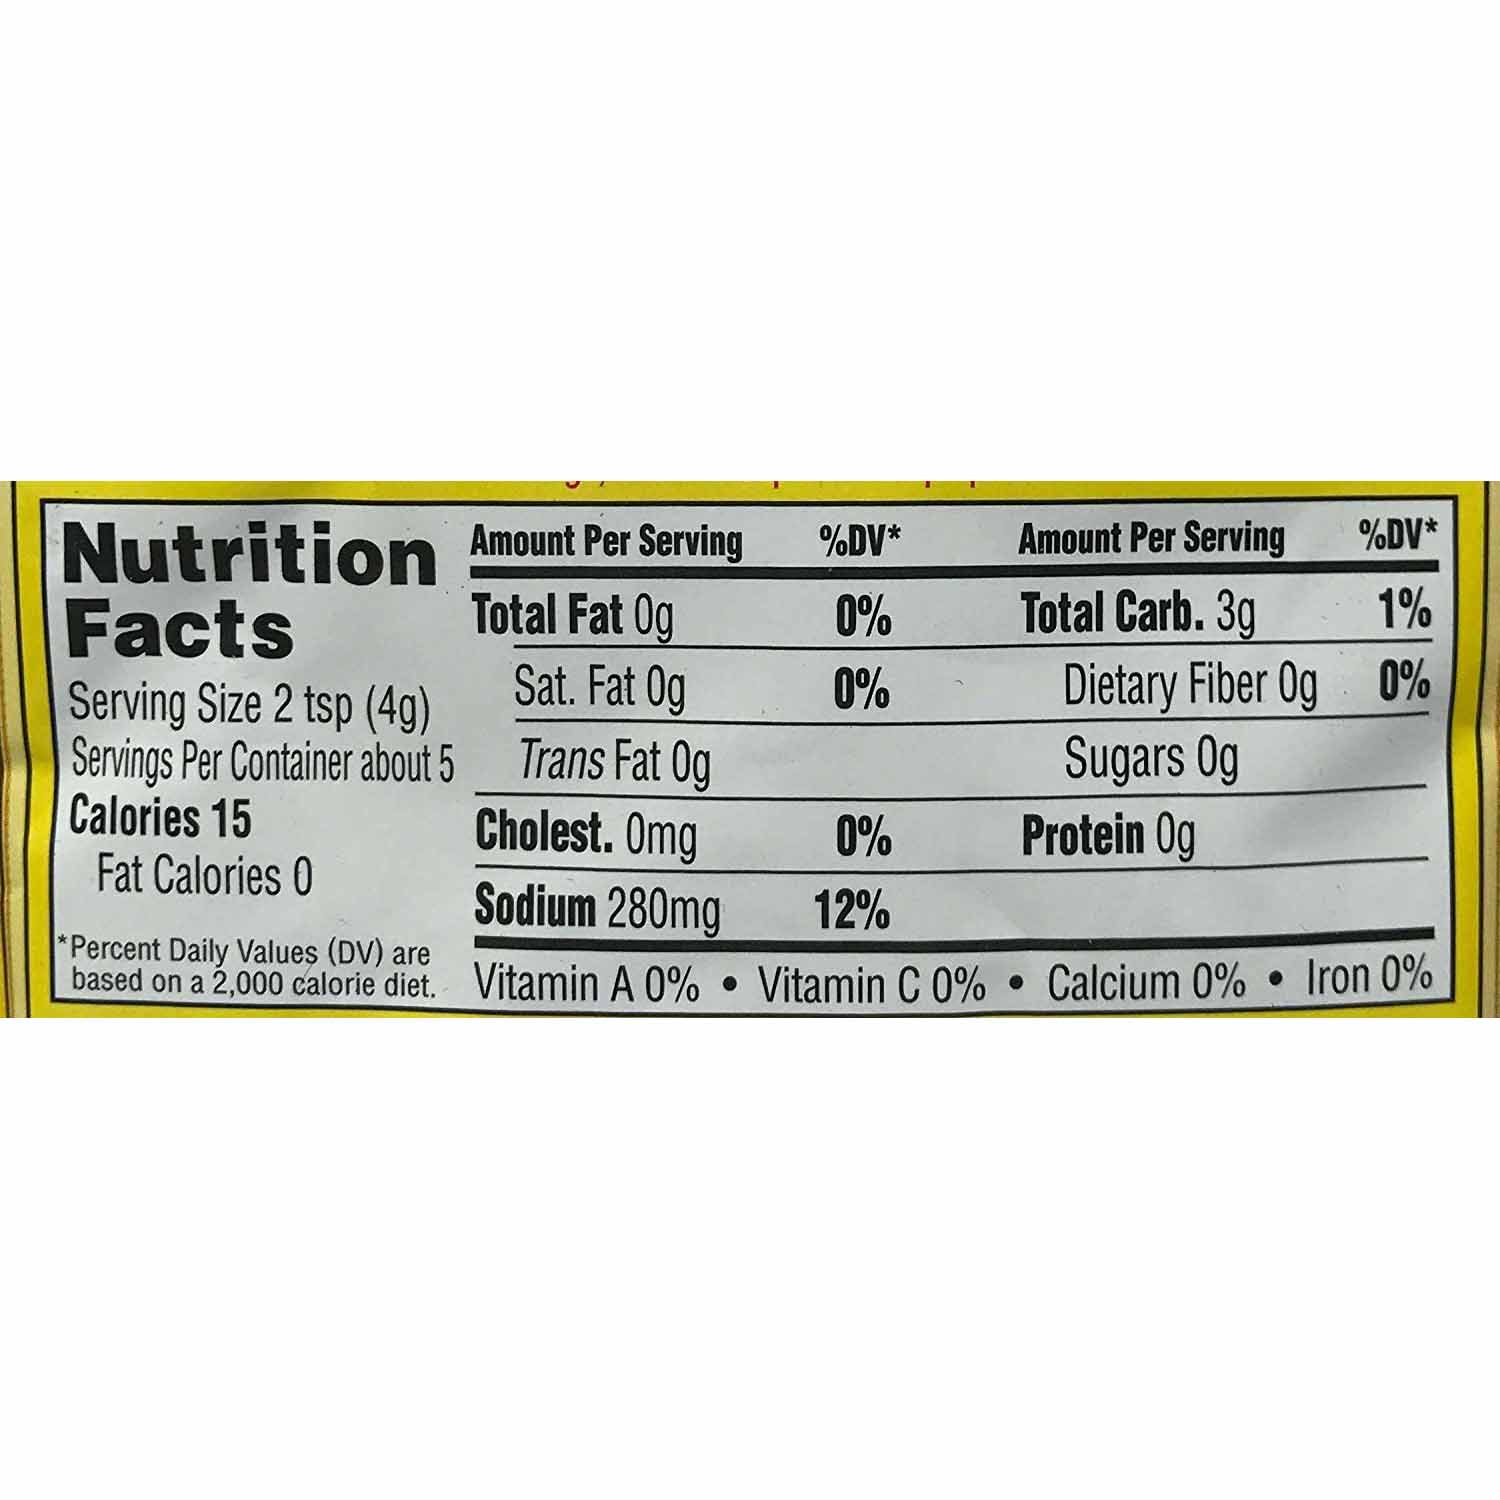 Nutrition
Facts
Serving Size 2 tsp (4g)
Servings Per Container about 5
Calories 15
Fat Calories 0
*Percent Daily Values (DV) are
based on a 2,000 calorie diet.
Amount Per Serving %DV*
Total Fat 0g 0%
Sat. Fat 0g 0%
Trans Fat 0g
Cholest. 0mg 0%
Sodium 280mg 12%
Amount Per Serving %DV*
Total Carb. 3g 1%
Dietary Fiber 0g 0%
Sugars 0g
Protein 0g
Vitamin A 0% • Vitamin C 0% • Calcium 0% • Iron 0%